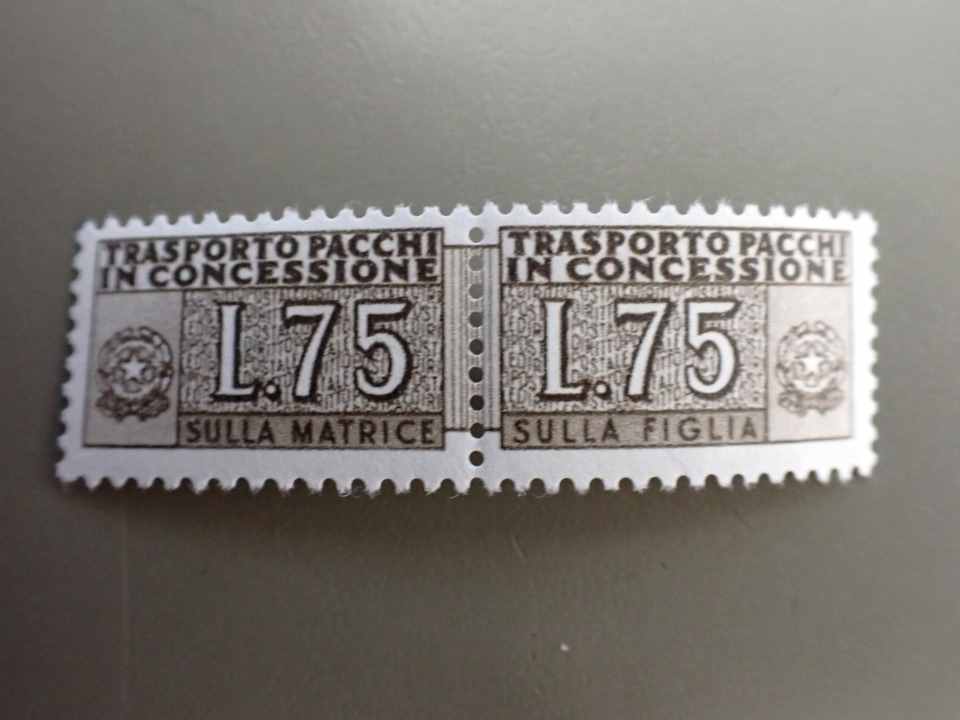 TRASPORTO PACCHI
IN CONCESSIONE
L.75
SULLA MATRICE
TRASPORTO PACCHI
IN CONCESSIONE
L.75
SULLA FIGLIA